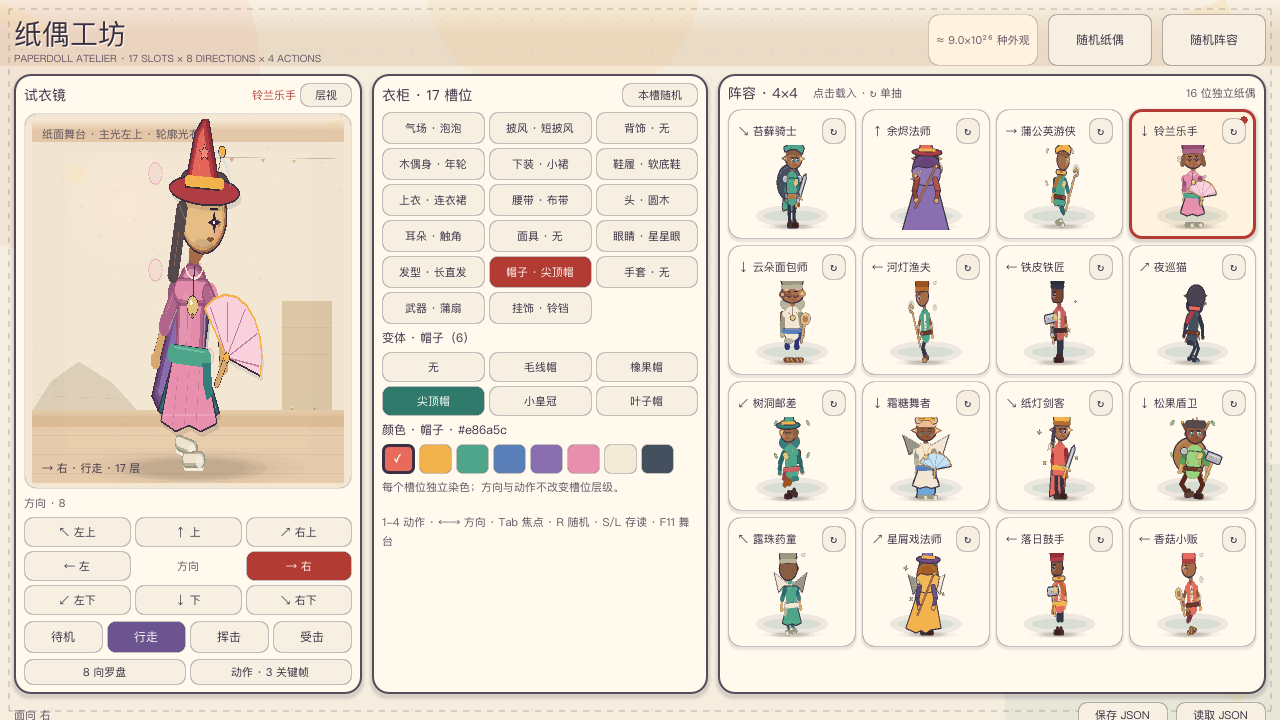 纸偶工坊
PAPERDOLL ATELIER · 17 SLOTS × 8 DIRECTIONS × 4 ACTIONS
≈ 9.0×10²⁶ 种外观
随机纸偶
随机阵容
试衣镜
铃兰乐手
层视
纸面舞台 · 主光左上 · 轮廓光
→ 右 · 行走 · 17 层
方向 · 8
↖ 左上
↑ 上
↗ 右上
← 左
方向
→ 右
↙ 左下
↓ 下
↘ 右下
待机
行走
挥击
受击
8 向罗盘
动作 · 3 关键帧
衣柜 · 17 槽位
本槽随机
气场 · 泡泡
披风 · 短披风
背饰 · 无
木偶身 · 年轮
下装 · 小裙
鞋履 · 软底鞋
上衣 · 连衣裙
腰带 · 布带
头 · 圆木
耳朵 · 触角
面具 · 无
眼睛 · 星星眼
发型 · 长直发
帽子 · 尖顶帽
手套 · 无
武器 · 蒲扇
挂饰 · 铃铛
变体 · 帽子（6）
无
毛线帽
橡果帽
尖顶帽
小皇冠
叶子帽
颜色 · 帽子 · #e86a5c
✓
每个槽位独立染色；方向与动作不改变槽位层级。
1–4 动作 · ←→ 方向 · Tab 焦点 · R 随机 · S/L 存读 · F11 舞
台
阵容 · 4×4
点击载入 · ↻ 单抽
16 位独立纸偶
↘ 苔藓骑士 ↻
↑ 余烬法师 ↻
→ 蒲公英游侠 ↻
↓ 铃兰乐手 ↻
↓ 云朵面包师 ↻
← 河灯渔夫 ↻
← 铁皮铁匠 ↻
↗ 夜巡猫 ↻
↙ 树洞邮差 ↻
↓ 霜糖舞者 ↻
↘ 纸灯剑客 ↻
↓ 松果盾卫 ↻
↖ 露珠药童 ↻
↗ 星屑戏法师 ↻
← 落日鼓手 ↻
← 香菇小贩 ↻
面向 右
保存 JSON
读取 JSON